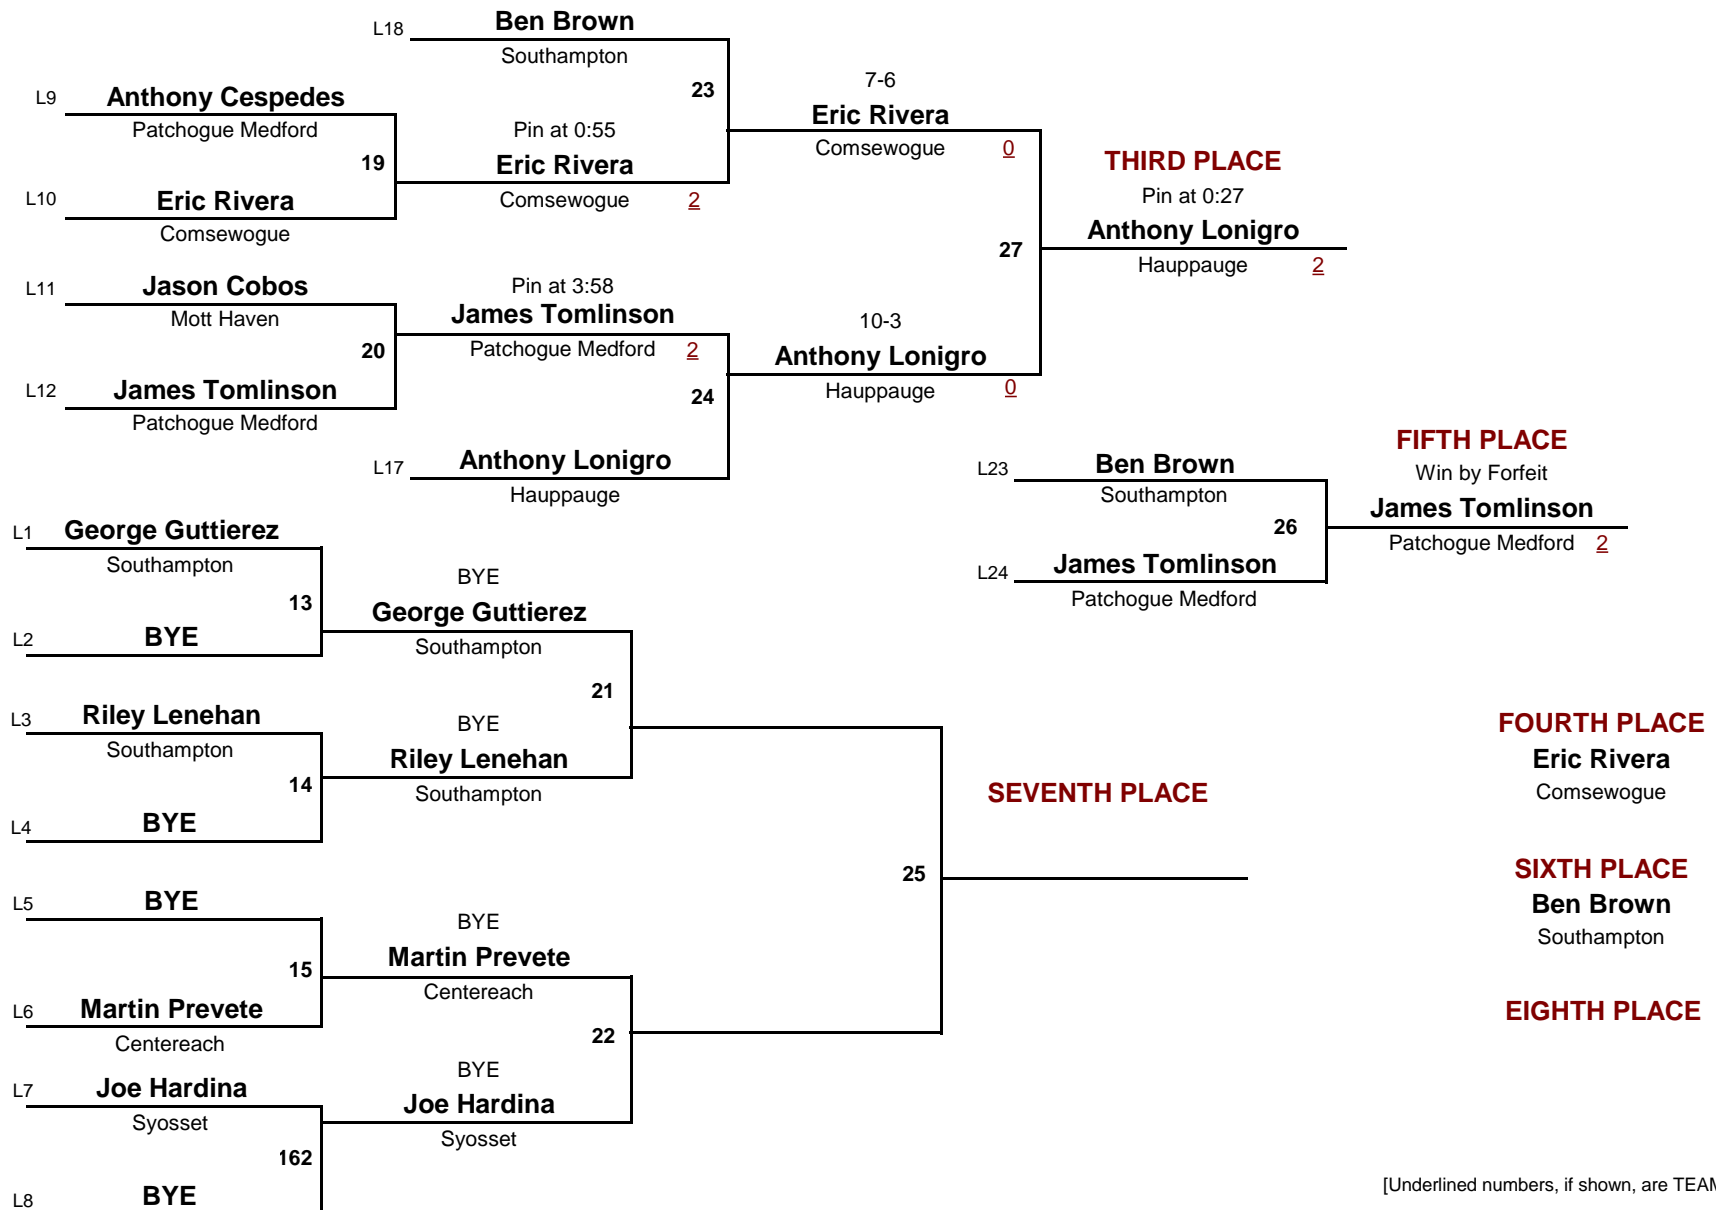 L18 Ben Brown
Southampton
23
L9 Anthony Cespedes
Patchogue Medford
19
Pin at 0:55
Eric Rivera
Comsewogue 2
L10 Eric Rivera
Comsewogue
7-6
Eric Rivera
Comsewogue 0
THIRD PLACE
Pin at 0:27
Anthony Lonigro
Hauppauge 2
27
L11 Jason Cobos
Mott Haven
20
Pin at 3:58
James Tomlinson
Patchogue Medford 2
L12 James Tomlinson
Patchogue Medford
24
10-3
Anthony Lonigro
Hauppauge 0
L17 Anthony Lonigro
Hauppauge
L23 Ben Brown
Southampton
26
L24 James Tomlinson
Patchogue Medford
FIFTH PLACE
Win by Forfeit
James Tomlinson
Patchogue Medford 2
L1 George Guttierez
Southampton
13
L2 BYE
BYE
George Guttierez
Southampton
21
L3 Riley Lenehan
Southampton
14
L4 BYE
BYE
Riley Lenehan
Southampton
SEVENTH PLACE
25
L5 BYE
15
L6 Martin Prevete
Centereach
BYE
Martin Prevete
Centereach
22
L7 Joe Hardina
Syosset
162
L8 BYE
BYE
Joe Hardina
Syosset
FOURTH PLACE
Eric Rivera
Comsewogue
SIXTH PLACE
Ben Brown
Southampton
EIGHTH PLACE
[Underlined numbers, if shown, are TEAM